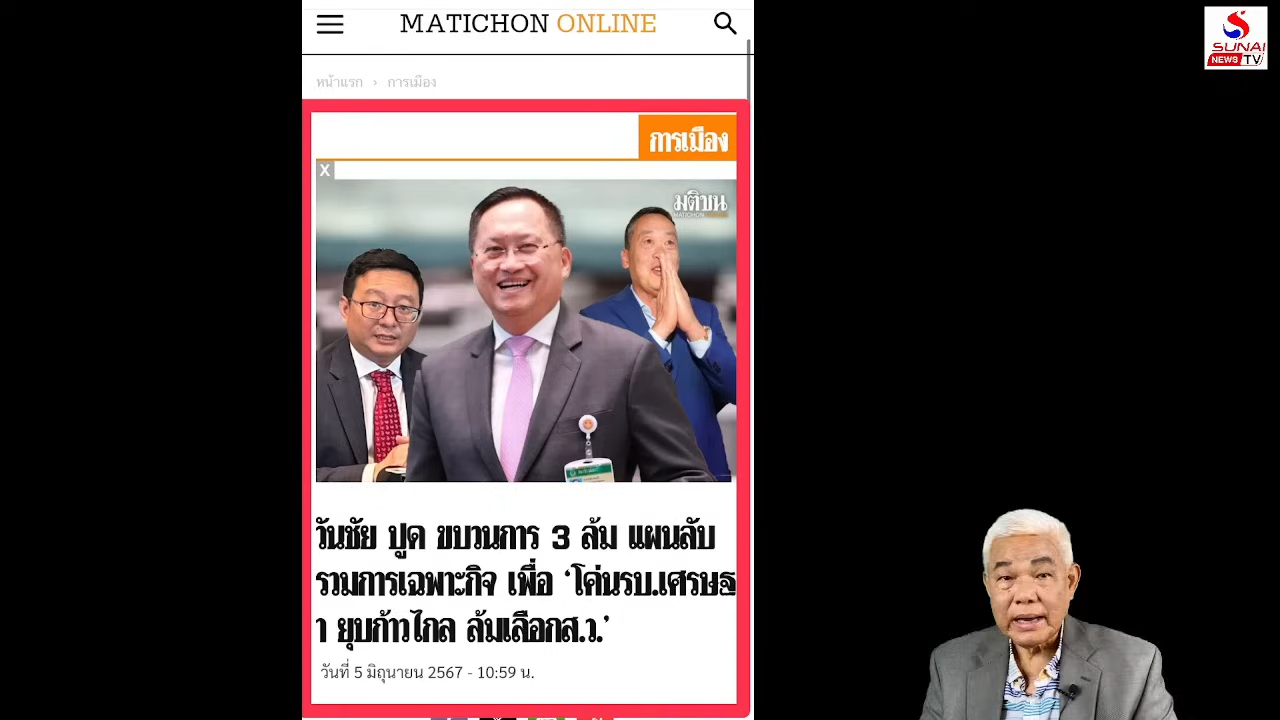 MATICHON ONLINE
SUNAI
NEWS TV
หน้าแรก › การเมือง
การเมือง
X
มติชน
MATICHON
วันชัย ปูด ขบวนการ 3 ล้ม แผนลับ
รวมการเฉพาะกิจ เพื่อ ‘โค่นรบ.เศรษฐ
า ยุบก้าวไกล ล้มเลือกส.ว.’
วันที่ 5 มิถุนายน 2567 - 10:59 น.